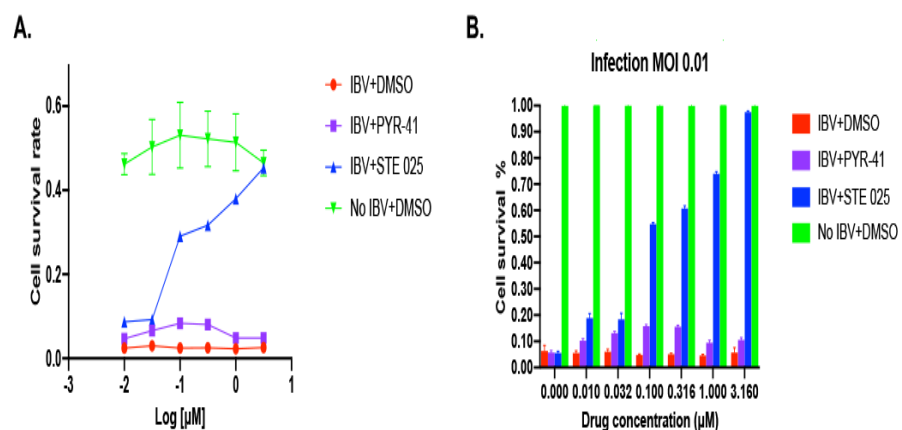 A.
Cell survival rate
0.6
0.4
0.2
0.0
-3
-2
-1
0
1
Log [µM]
IBV+DMSO
IBV+PYR-41
IBV+STE 025
No IBV+DMSO
B.
Infection MOI 0.01
Cell survival %
1.00
0.90
0.80
0.70
0.60
0.50
0.40
0.30
0.20
0.10
0.00
0.000
0.010
0.032
0.100
0.316
1.000
3.160
Drug concentration (µM)
IBV+DMSO
IBV+PYR-41
IBV+STE 025
No IBV+DMSO